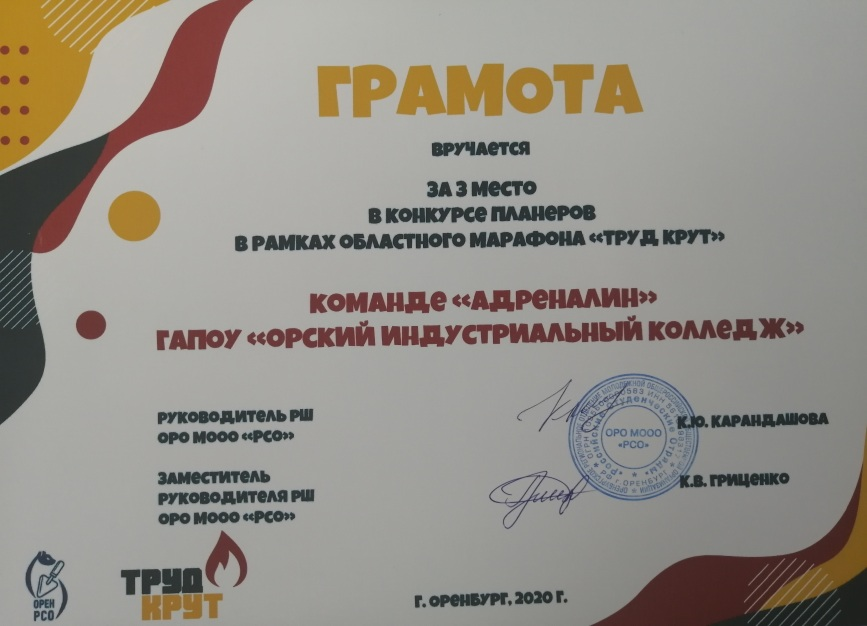 ГРАМОТА
ВРУЧАЕТСЯ
ЗА 3 МЕСТО
В КОНКУРСЕ ПЛАНЕРОВ
В РАМКАХ ОБЛАСТНОГО МАРАФОНА «ТРУД КРУТ»
КОМАНДЕ «АДРЕНАЛИН»
ГАПОУ «ОРСКИЙ ИНДУСТРИАЛЬНЫЙ КОЛЛЕДЖ»
РУКОВОДИТЕЛЬ РШ
ОРО МООО «РСО»
К.Ю. КАРАНДАШОВА
ОРО МООО
«РСО»
ЗАМЕСТИТЕЛЬ
РУКОВОДИТЕЛЯ РШ
ОРО МООО «РСО»
К.В. ГРИЦЕНКО
ОРЕН
РСО
ТРУД
КРУТ
Г. ОРЕНБУРГ, 2020 Г.